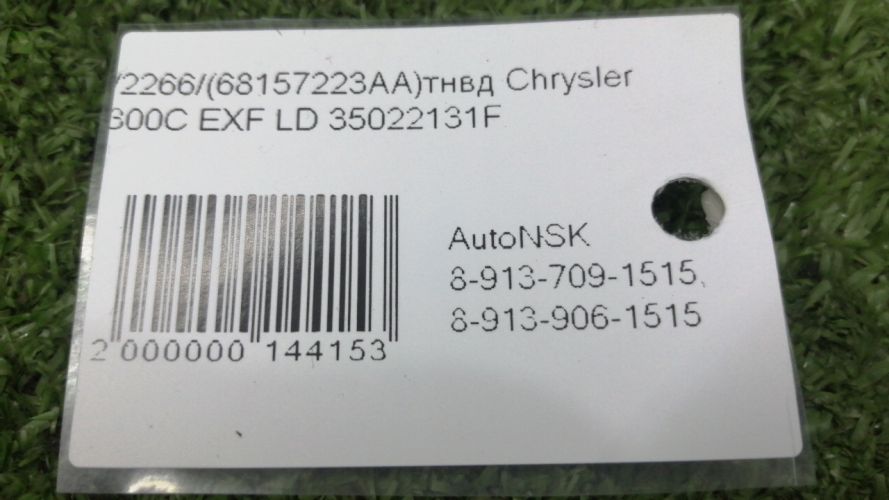 /2266/(68157223AA)тнвд Chrysler
300C EXF LD 35022131F
AutoNSK
8-913-709-1515,
8-913-906-1515
2 000000 144153